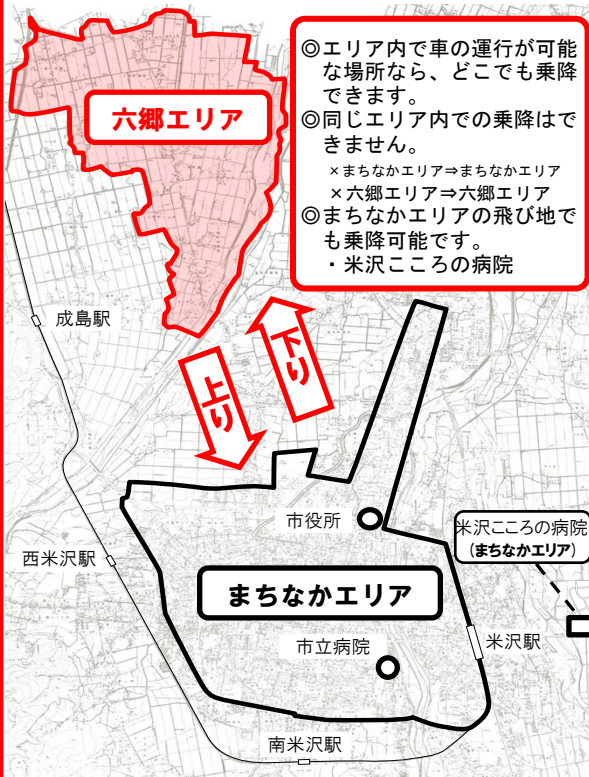 六郷エリア
◎エリア内で車の運行が可能
な場所なら、どこでも乗降
できます。
◎同じエリア内での乗降はで
きません。
×まちなかエリア⇒まちなかエリア
×六郷エリア⇒六郷エリア
◎まちなかエリアの飛び地で
も乗降可能です。
・米沢こころの病院
成島駅
下り
上り
市役所
米沢こころの病院
(まちなかエリア)
西米沢駅
まちなかエリア
市立病院
米沢駅
南米沢駅